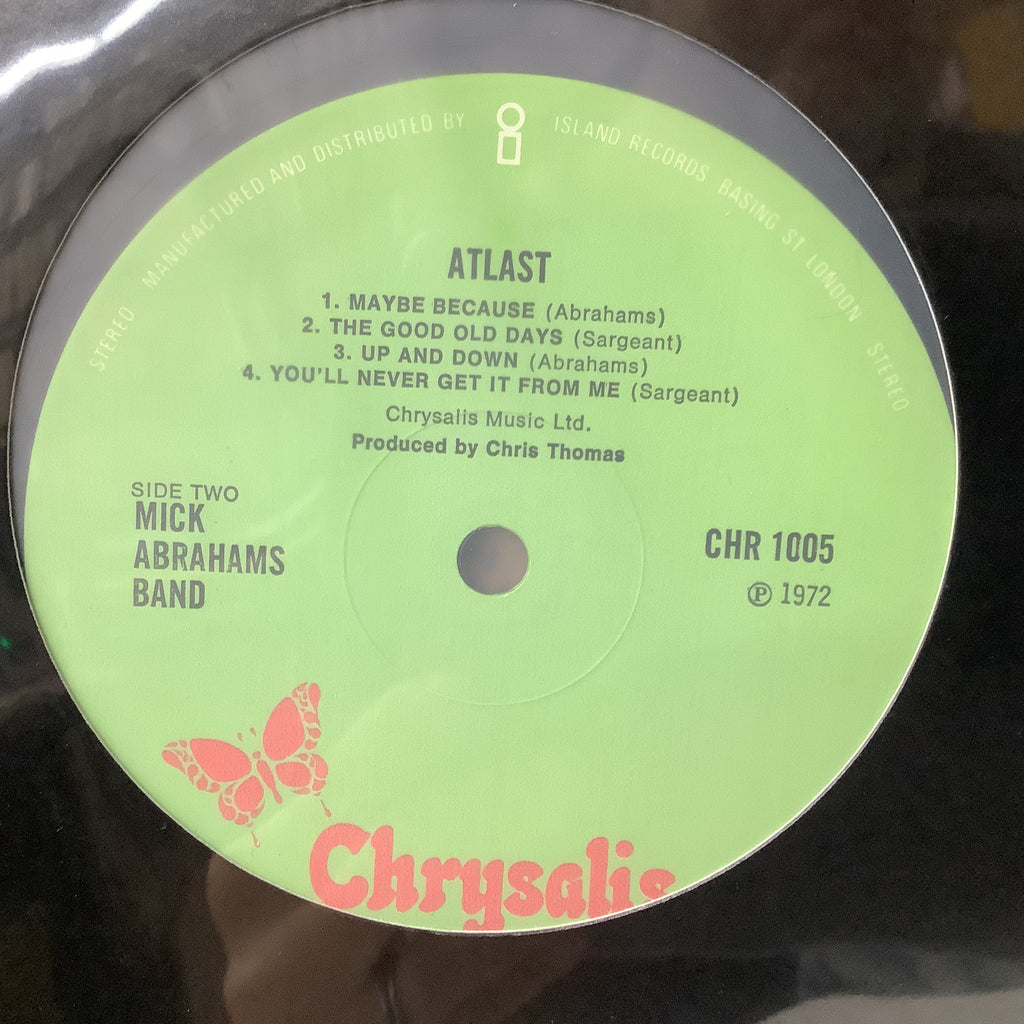 STEREO MANUFACTURED AND DISTRIBUTED BY ISLAND RECORDS BASING ST LONDON STEREO
ATLAST
1. MAYBE BECAUSE (Abrahams)
2. THE GOOD OLD DAYS (Sargeant)
3. UP AND DOWN (Abrahams)
4. YOU'LL NEVER GET IT FROM ME (Sargeant)
Chrysalis Music Ltd.
Produced by Chris Thomas
SIDE TWO
MICK
ABRAHAMS
BAND
CHR 1005
℗ 1972
Chrysalis